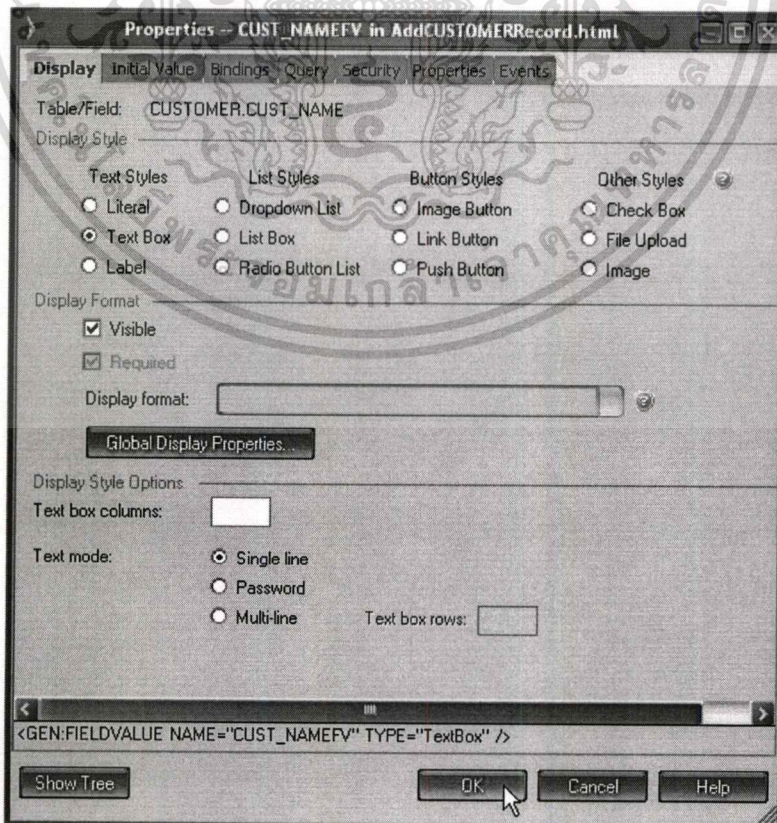 Properties -- CUST_NAMEFV in AddCUSTOMERRecord.html
Display Initial Value Bindings Query Security Properties Events
Table/Field: CUSTOMER.CUST_NAME
Display Style
Text Styles List Styles Button Styles Other Styles
Literal Dropdown List Image Button Check Box
Text Box List Box Link Button File Upload
Label Radio Button List Push Button Image
Display Format
Visible
Required
Display format:
Global Display Properties...
Display Style Options
Text box columns:
Text mode: Single line
Password
Multi-line Text box rows:
<GEN:FIELDVALUE NAME="CUST_NAMEFV" TYPE="TextBox" />
Show Tree OK Cancel Help